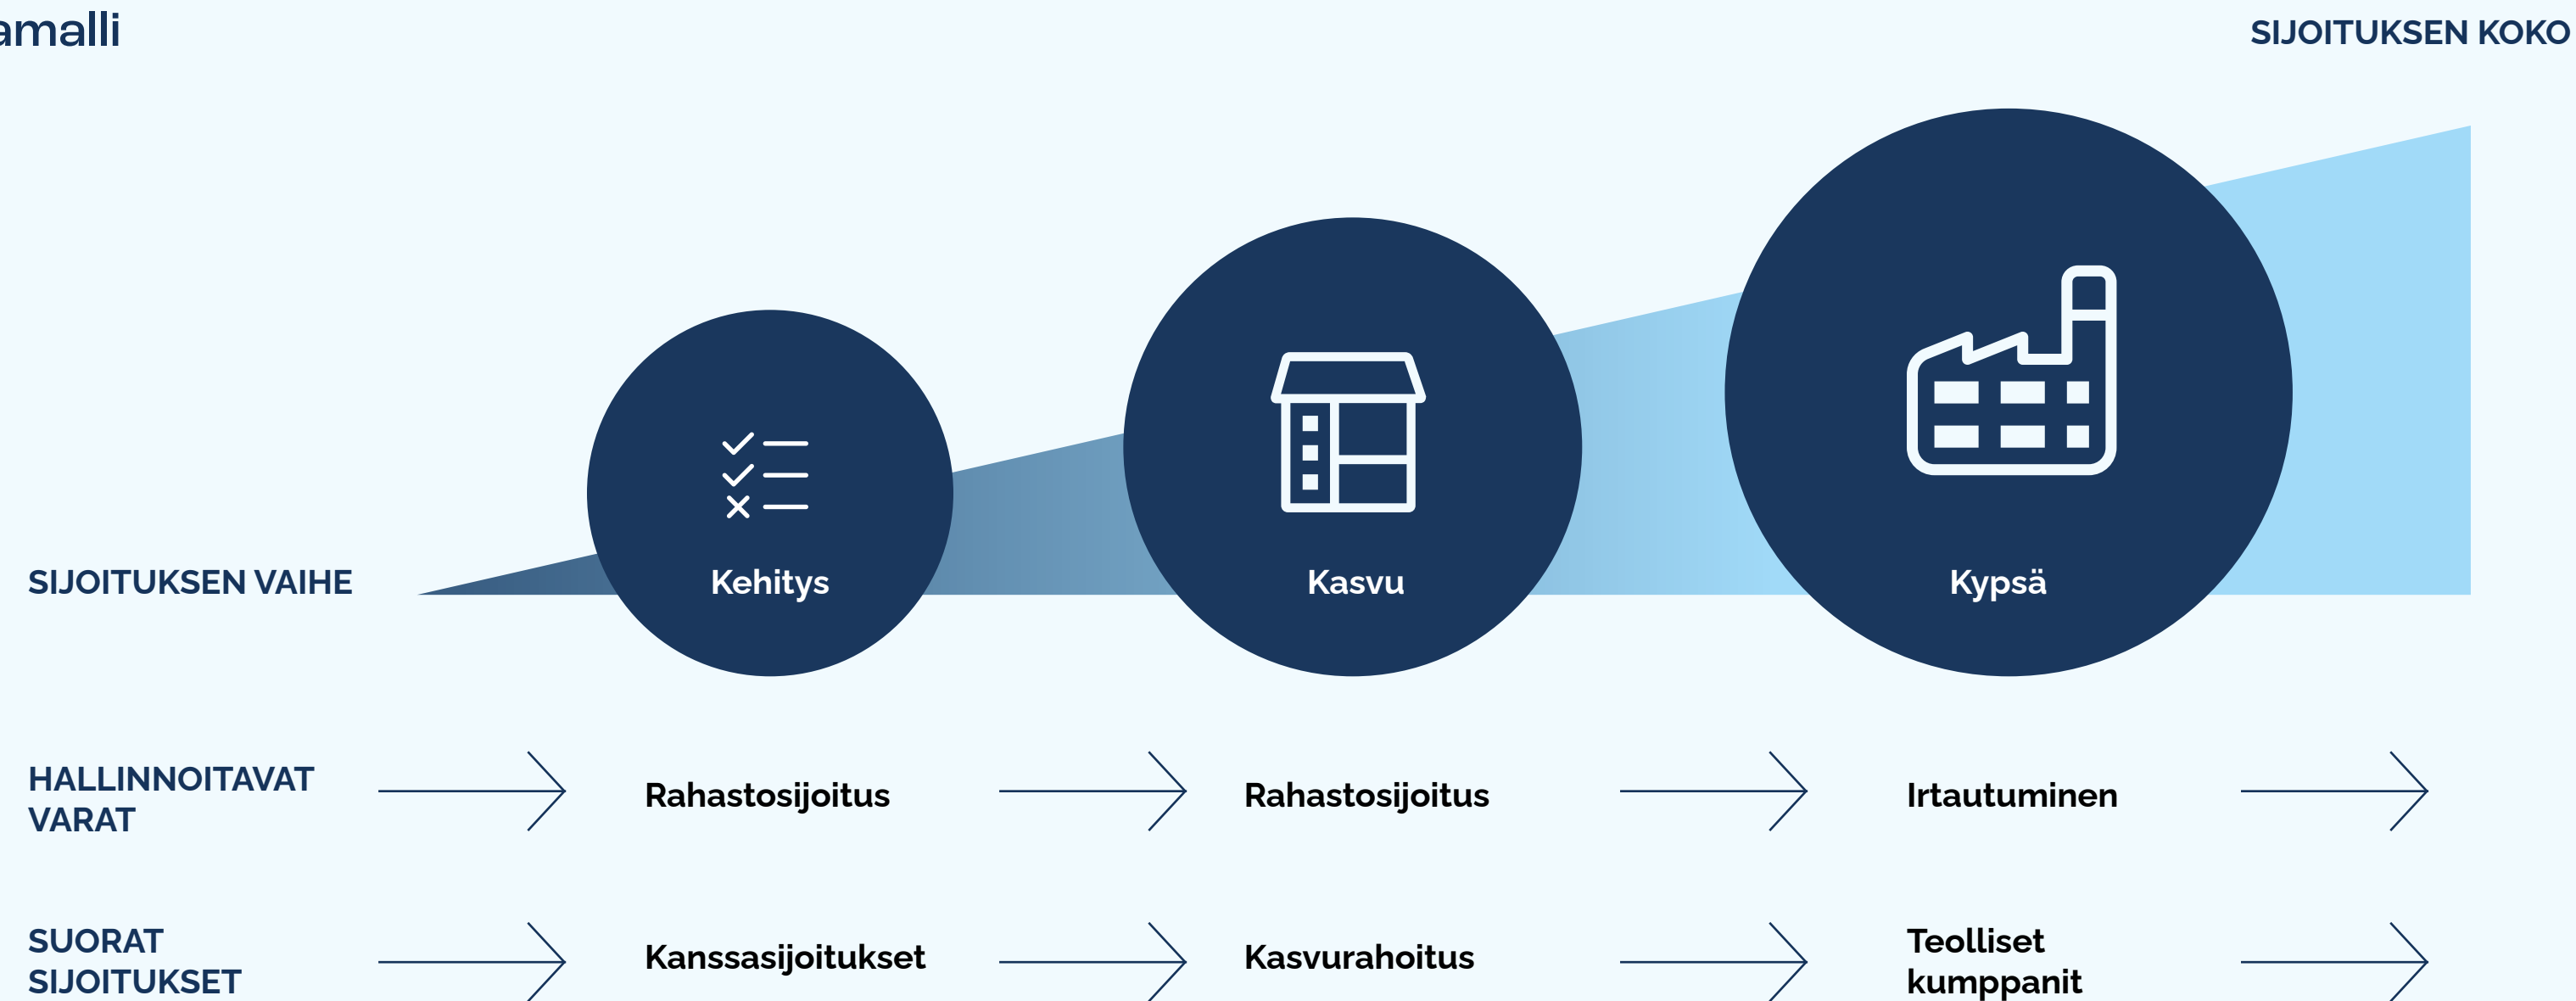 amalli
SIJOITUKSEN KOKO
SIJOITUKSEN VAIHE
Kehitys
Kasvu
Kypsä
HALLINNOITAVAT
VARAT
Rahastosijoitus
Rahastosijoitus
Irtautuminen
SUORAT
SIJOITUKSET
Kanssasijoitukset
Kasvurahoitus
Teolliset
kumppanit